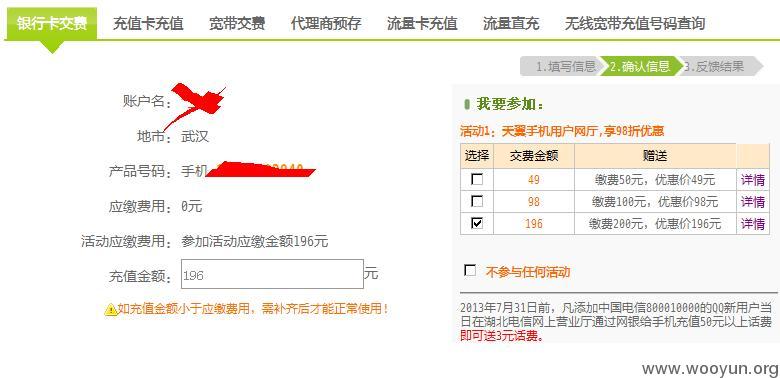 银行卡交费 充值卡充值 宽带交费 代理商预存 流量卡充值 流量直充 无线宽带充值号码查询
1.填写信息 2.确认信息 3.反馈结果
账户名：
地市：武汉
产品号码：手机
应缴费用：0元
活动应缴费用：参加活动应缴金额196元
充值金额：196元
如充值金额小于应缴费用，需补齐后才能正常使用！
我要参加：
活动1：天翼手机用户网厅,享98折优惠
选择 交费金额 赠送
49 缴费50元，优惠价49元 详情
98 缴费100元，优惠价98元 详情
196 缴费200元，优惠价196元 详情
不参与任何活动
2013年7月31日前，凡添加中国电信800010000的QQ新用户当
日在湖北电信网上营业厅通过网银给手机充值50元以上话费
即可送3元话费。
www.wooyun.org